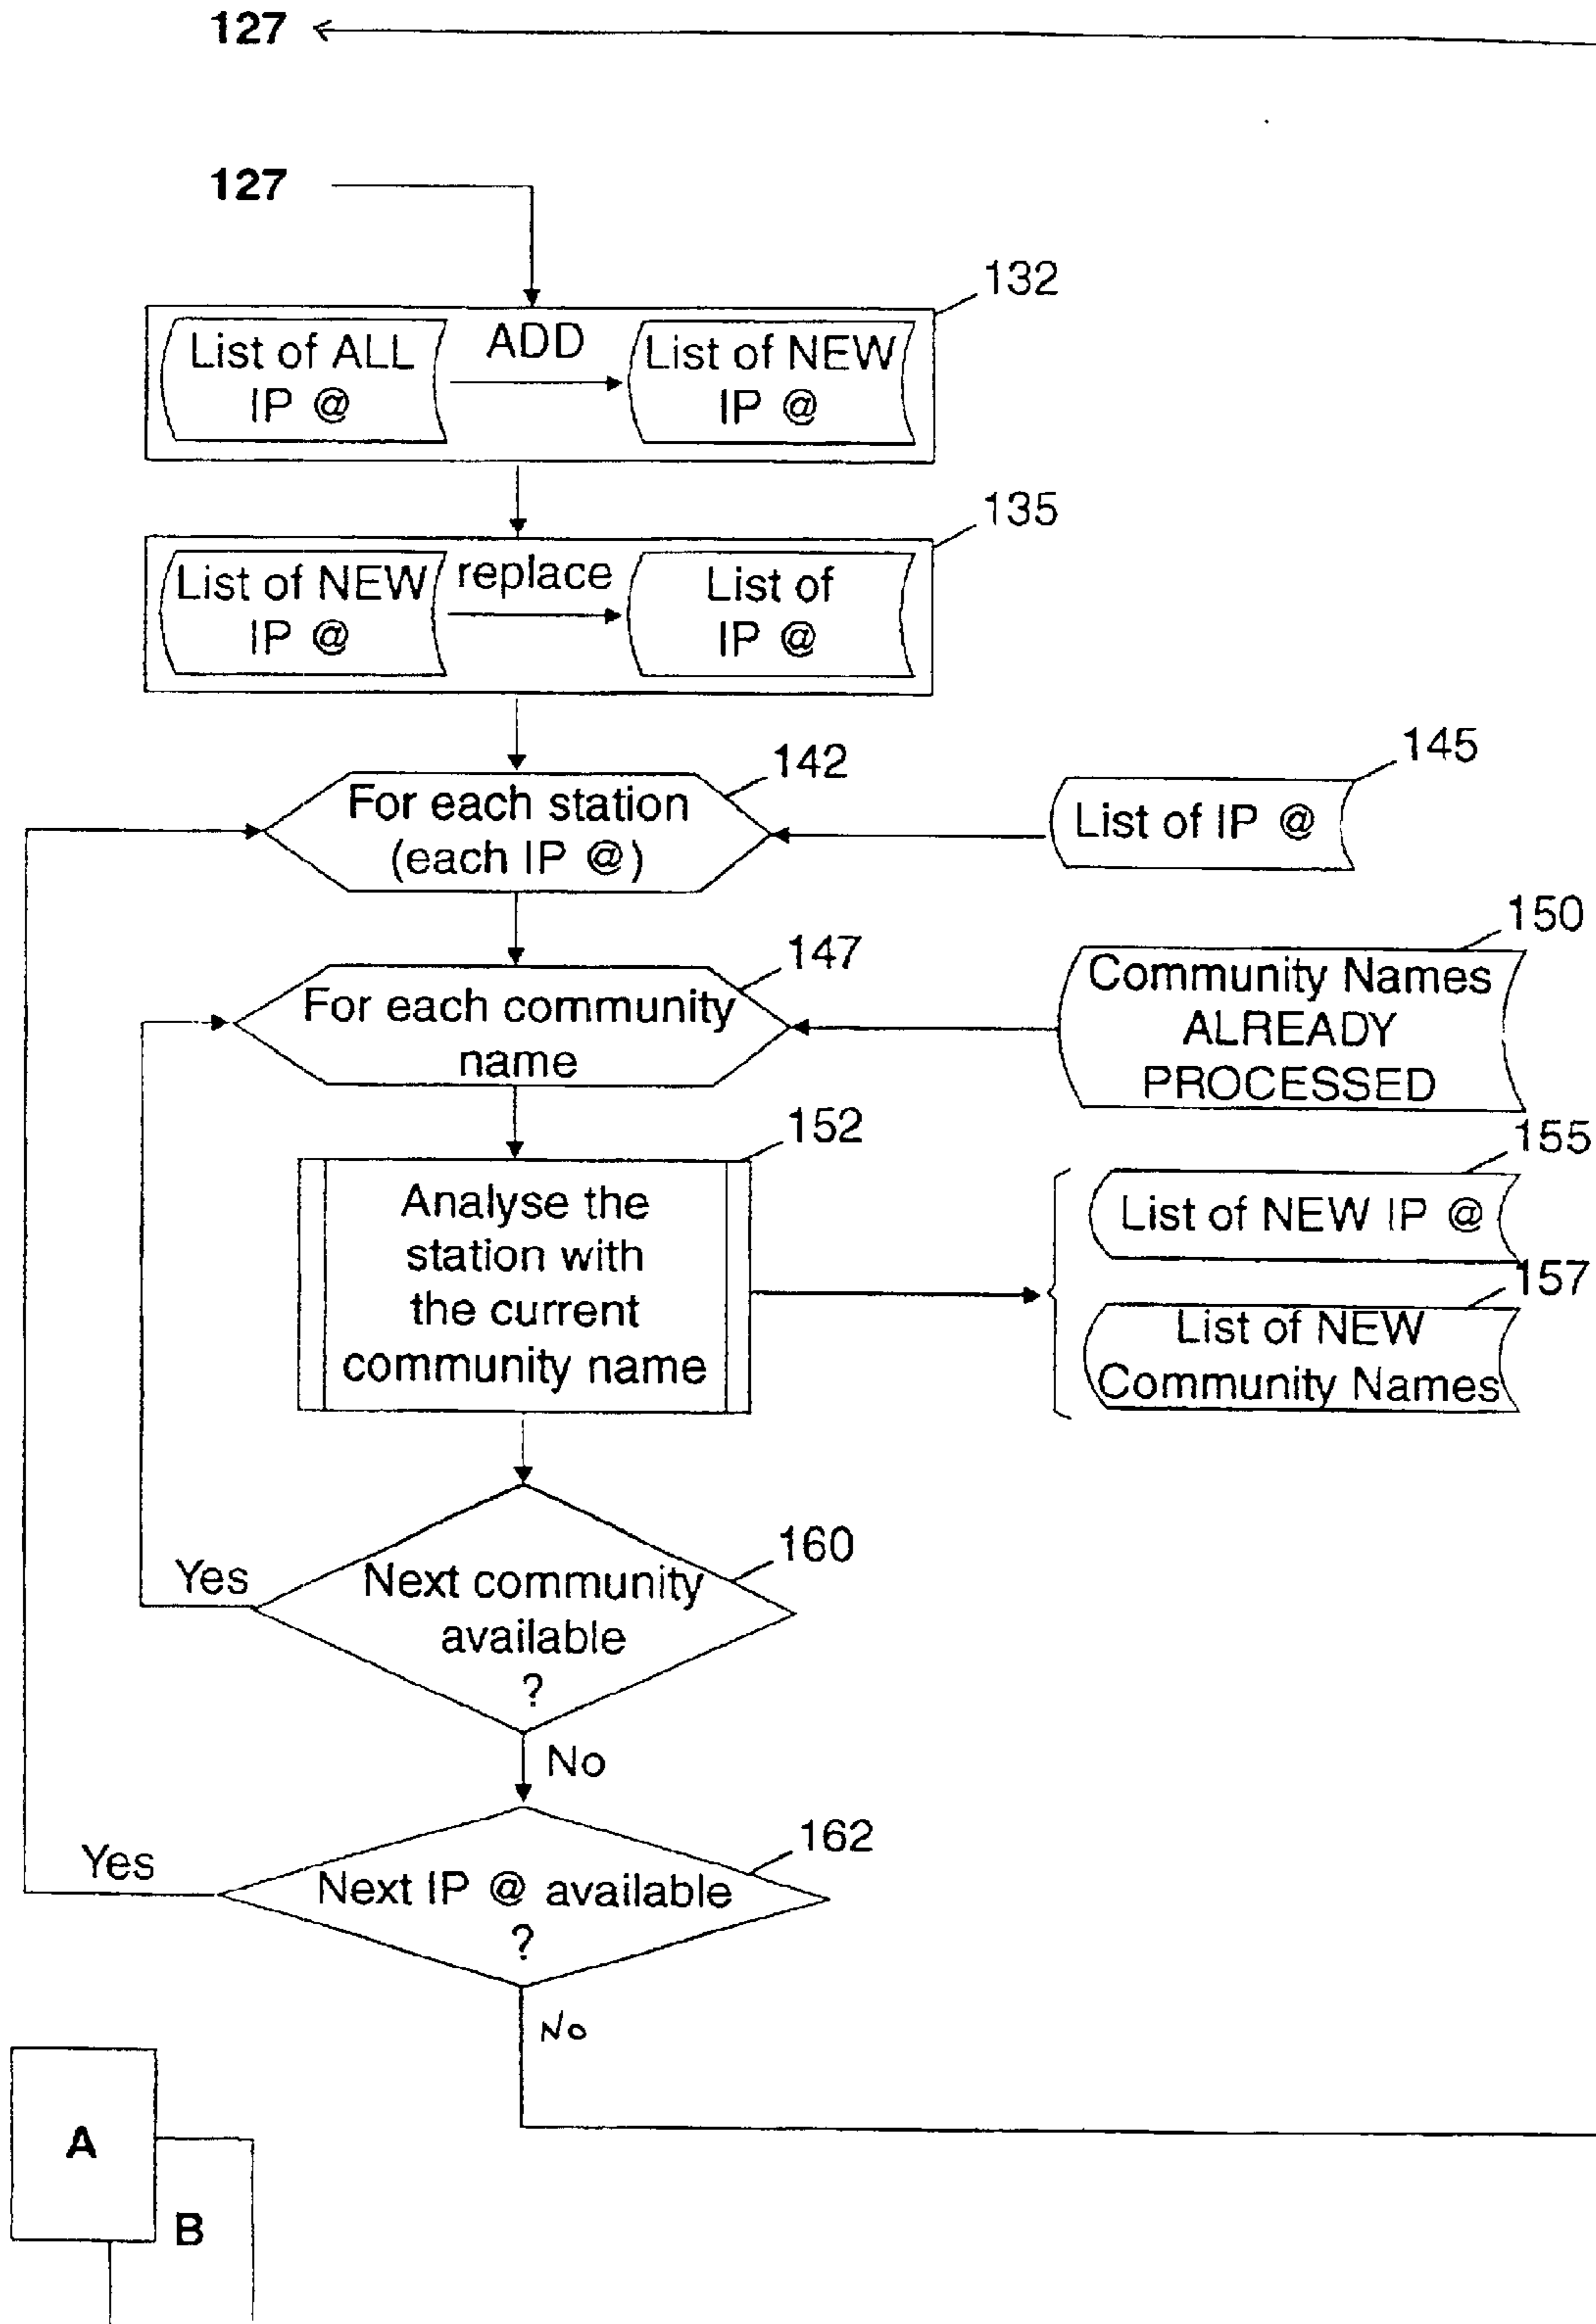 127
127
132
List of ALL
IP @
ADD
List of NEW
IP @
135
List of NEW
IP @
replace
List of
IP @
142
For each station
(each IP @)
145
List of IP @
147
For each community
name
150
Community Names
ALREADY
PROCESSED
152
Analyse the
station with
the current
community name
155
List of NEW IP @
157
List of NEW
Community Names
160
Next community
available
?
Yes
No
162
Next IP @ available
?
Yes
No
A
B